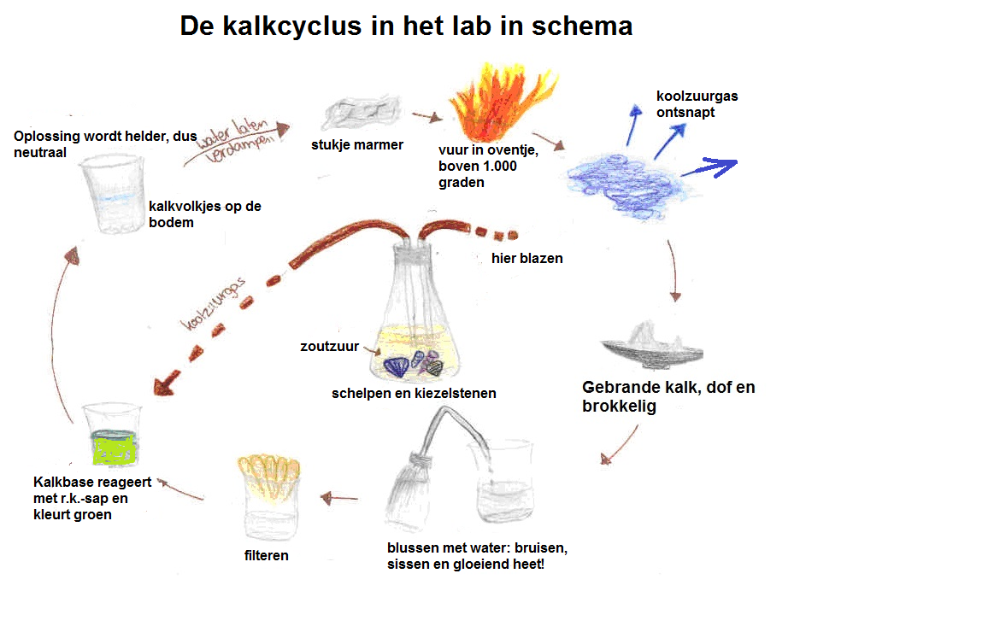 De kalkcyclus in het lab in schema
Oplossing wordt helder, dus
neutraal
water laten
verdampen
stukje marmer
vuur in oventje,
boven 1.000
graden
koolzuurgas
ontsnapt
kalkvolkjes op de
bodem
hier blazen
koolzuurgas
zoutzuur
schelpen en kiezelstenen
Gebrande kalk, dof en
brokkelig
Kalkbase reageert
met r.k.-sap en
kleurt groen
filteren
blussen met water: bruisen,
sissen en gloeiend heet!